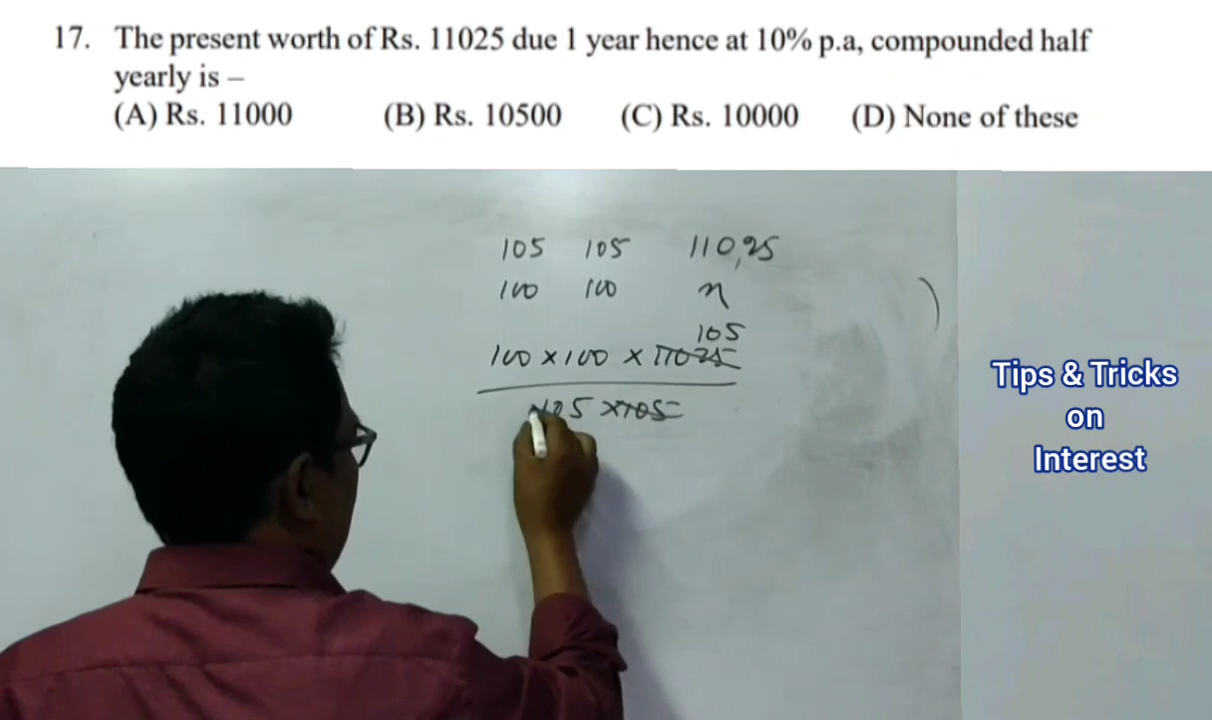 17. The present worth of Rs. 11025 due 1 year hence at 10% p.a, compounded half
yearly is –
(A) Rs. 11000 (B) Rs. 10500 (C) Rs. 10000 (D) None of these
105 105 110,25
100 100 n
105
100 × 100 × 11025
105 × 105
)
Tips & Tricks
on
Interest